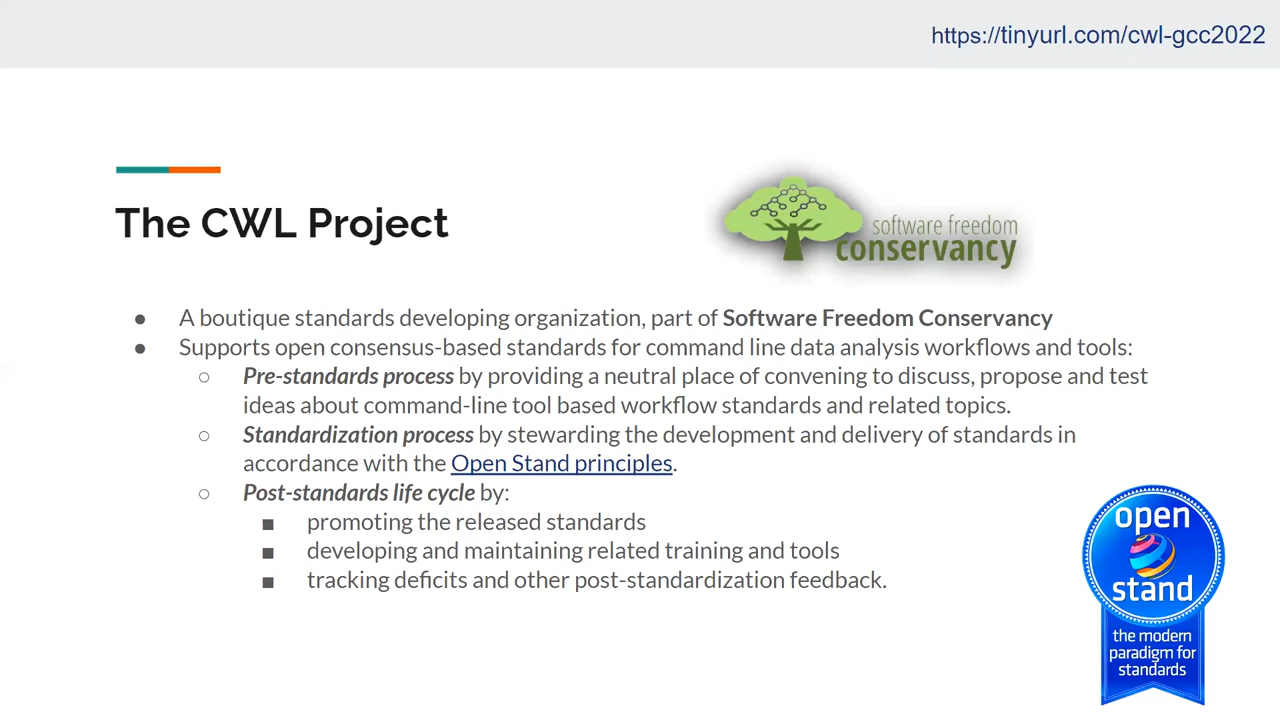 https://tinyurl.com/cwl-gcc2022
The CWL Project
software freedom
conservancy
● A boutique standards developing organization, part of Software Freedom Conservancy
● Supports open consensus-based standards for command line data analysis workflows and tools:
○ Pre-standards process by providing a neutral place of convening to discuss, propose and test
ideas about command-line tool based workflow standards and related topics.
○ Standardization process by stewarding the development and delivery of standards in
accordance with the Open Stand principles.
○ Post-standards life cycle by:
■ promoting the released standards
■ developing and maintaining related training and tools
■ tracking deficits and other post-standardization feedback.
open
stand
the modern
paradigm for
standards